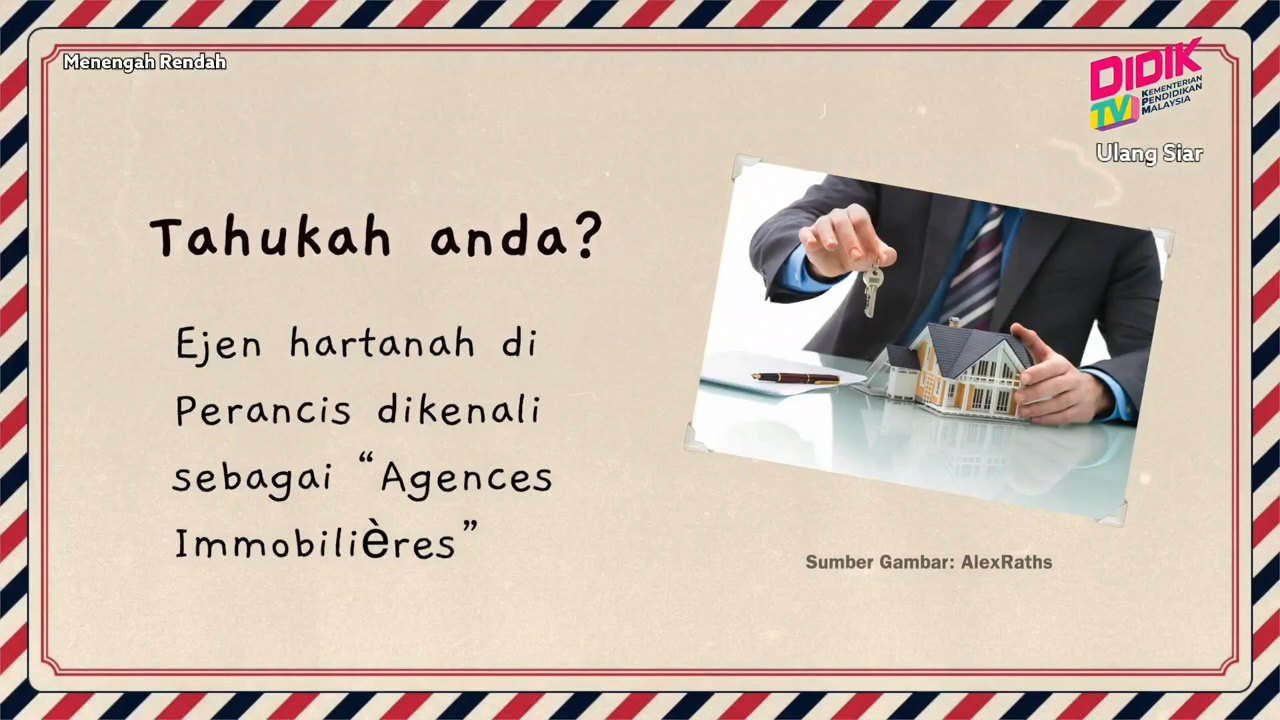 Menengah Rendah
DIDIK
TV
KEMENTERIAN
PENDIDIKAN
MALAYSIA
Ulang Siar
Tahukah anda?
Ejen hartanah di
Perancis dikenali
sebagai “Agences
Immobilières”
Sumber Gambar: AlexRaths